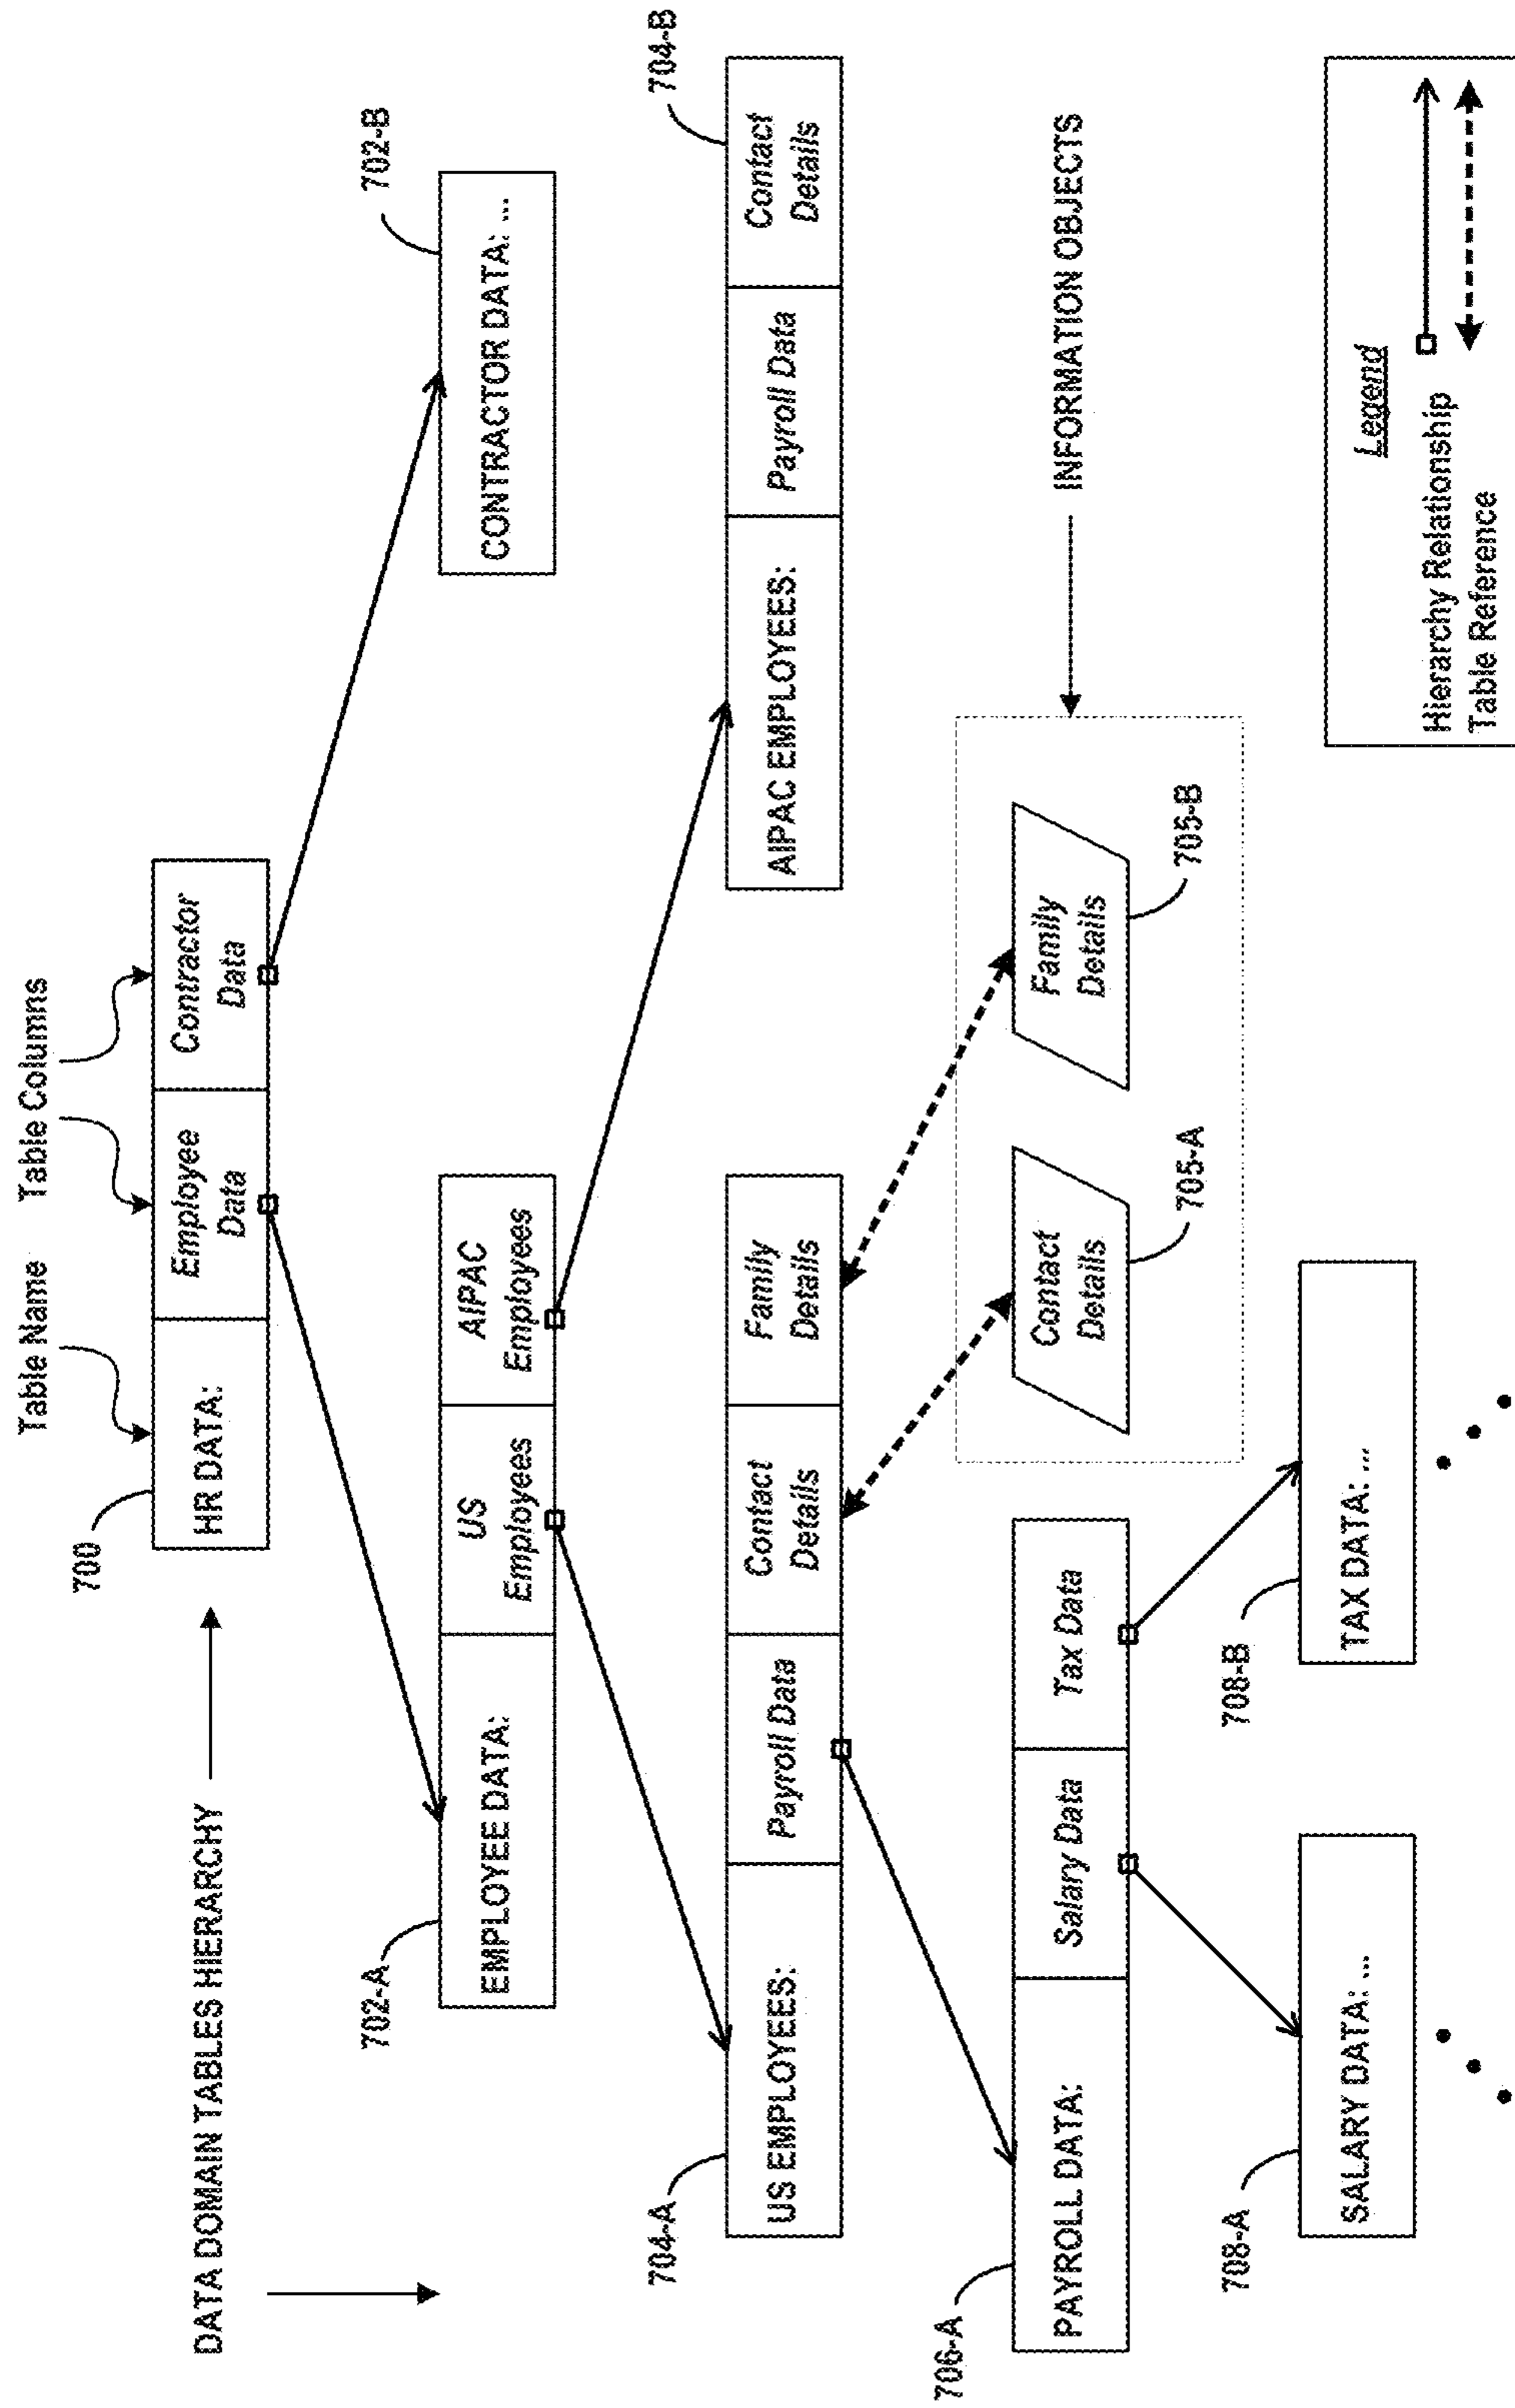 Table Name
Table Columns
700
DATA DOMAIN TABLES HIERARCHY
HR DATA:
Employee
Data
Contractor
Data
702-A
702-B
EMPLOYEE DATA:
US
Employees
AIPAC
Employees
CONTRACTOR DATA: ...
704-A
704-B
US EMPLOYEES:
Payroll Data
Contact
Details
Family
Details
AIPAC EMPLOYEES:
Payroll Data
Contact
Details
706-A
PAYROLL DATA:
Salary Data
Tax Data
Contact
Details
Family
Details
INFORMATION OBJECTS
705-A
705-B
708-A
708-B
SALARY DATA: ...
TAX DATA: ...
Legend
Hierarchy Relationship
Table Reference